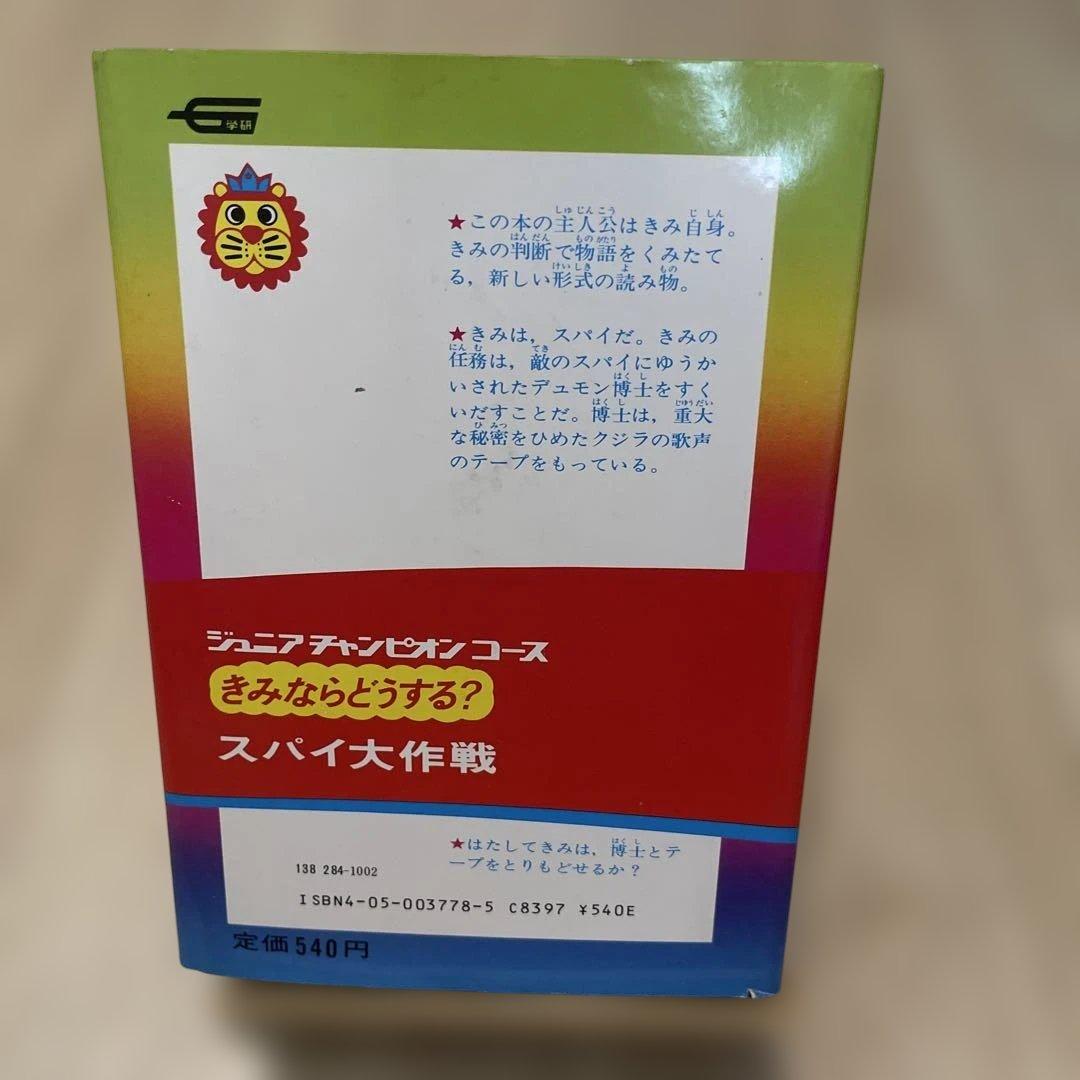 学研
★この本の主人公はきみ自身。
きみの判断で物語をくみたて
る，新しい形式の読み物。
★きみは，スパイだ。きみの
任務は，敵のスパイにゆうか
いされたデュモン博士をすく
いだすことだ。博士は，重大
な秘密をひめたクジラの歌声
のテープをもっている。
ジュニアチャンピオンコース
きみならどうする?
スパイ大作戦
★はたしてきみは，博士とテ
ープをとりもどせるか？
138 284-1002
ISBN4-05-003778-5 C8397 ¥540E
定価540円